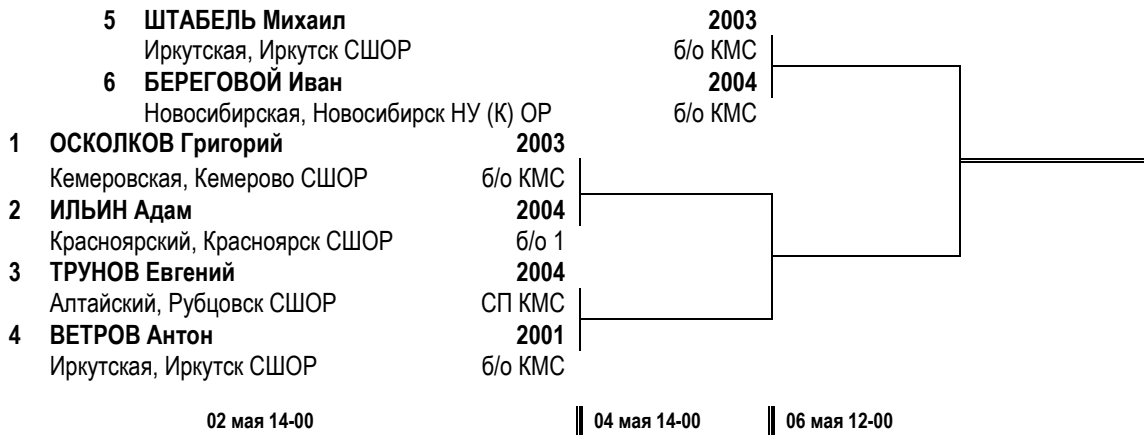 5 ШТАБЕЛЬ Михаил 2003
Иркутская, Иркутск СШОР б/о КМС
6 БЕРЕГОВОЙ Иван 2004
Новосибирская, Новосибирск НУ (К) ОР б/о КМС
1 ОСКОЛКОВ Григорий 2003
Кемеровская, Кемерово СШОР б/о КМС
2 ИЛЬИН Адам 2004
Красноярский, Красноярск СШОР б/о 1
3 ТРУНОВ Евгений 2004
Алтайский, Рубцовск СШОР СП КМС
4 ВЕТРОВ Антон 2001
Иркутская, Иркутск СШОР б/о КМС
02 мая 14-00 04 мая 14-00 06 мая 12-00